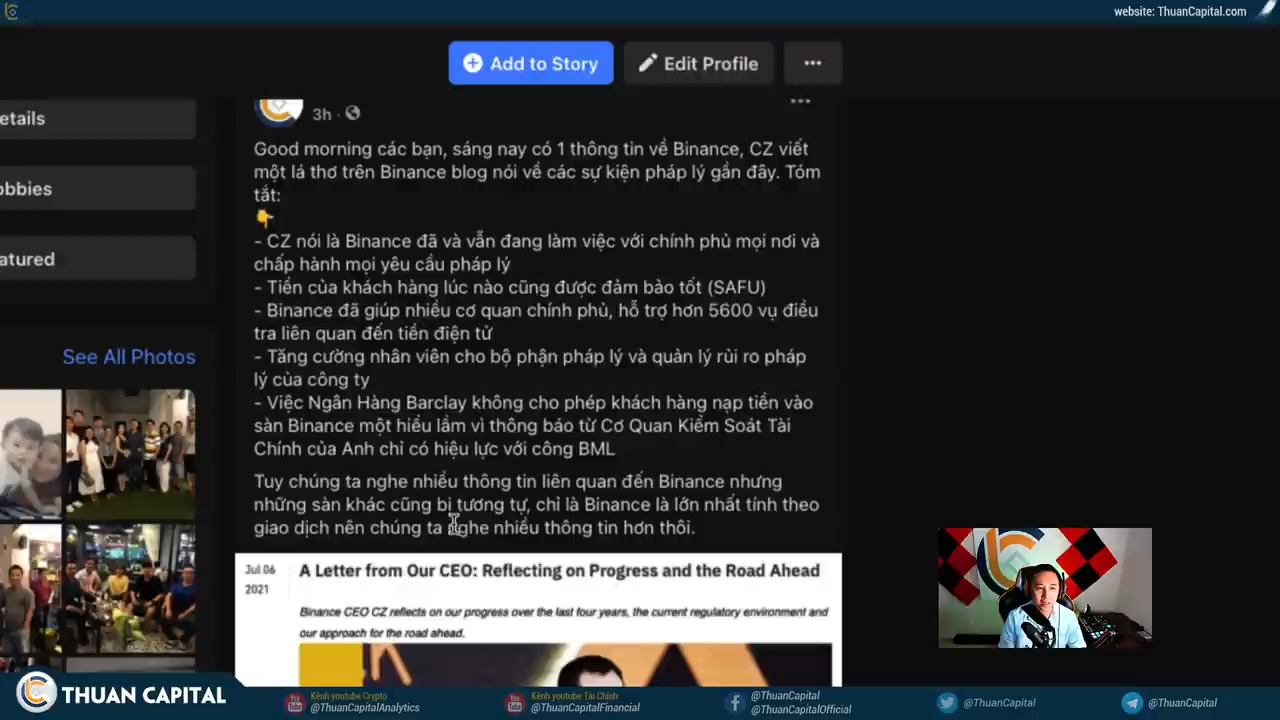 website: ThuanCapital.com
Add to Story
Edit Profile
etails
obbies
atured
See All Photos
3h
Good morning các bạn, sáng nay có 1 thông tin về Binance, CZ viết
một lá thơ trên Binance blog nói về các sự kiện pháp lý gần đây. Tóm
tắt:
- CZ nói là Binance đã và vẫn đang làm việc với chính phủ mọi nơi và
chấp hành mọi yêu cầu pháp lý
- Tiền của khách hàng lúc nào cũng được đảm bảo tốt (SAFU)
- Binance đã giúp nhiều cơ quan chính phủ, hỗ trợ hơn 5600 vụ điều
tra liên quan đến tiền điện tử
- Tăng cường nhân viên cho bộ phận pháp lý và quản lý rủi ro pháp
lý của công ty
- Việc Ngân Hàng Barclay không cho phép khách hàng nạp tiền vào
sàn Binance một hiểu lầm vì thông báo từ Cơ Quan Kiểm Soát Tài
Chính của Anh chỉ có hiệu lực với công BML
Tuy chúng ta nghe nhiều thông tin liên quan đến Binance nhưng
những sàn khác cũng bị tương tự, chỉ là Binance là lớn nhất tính theo
giao dịch nên chúng ta nghe nhiều thông tin hơn thôi.
Jul 06
2021
A Letter from Our CEO: Reflecting on Progress and the Road Ahead
Binance CEO CZ reflects on our progress over the last four years, the current regulatory environment and
our approach for the road ahead.
THUAN CAPITAL
Kênh youtube Crypto
@ThuanCapitalAnalytics
Kênh youtube Tài Chính
@ThuanCapitalFinancial
@ThuanCapital
@ThuanCapitalOfficial
@ThuanCapital
@ThuanCapital